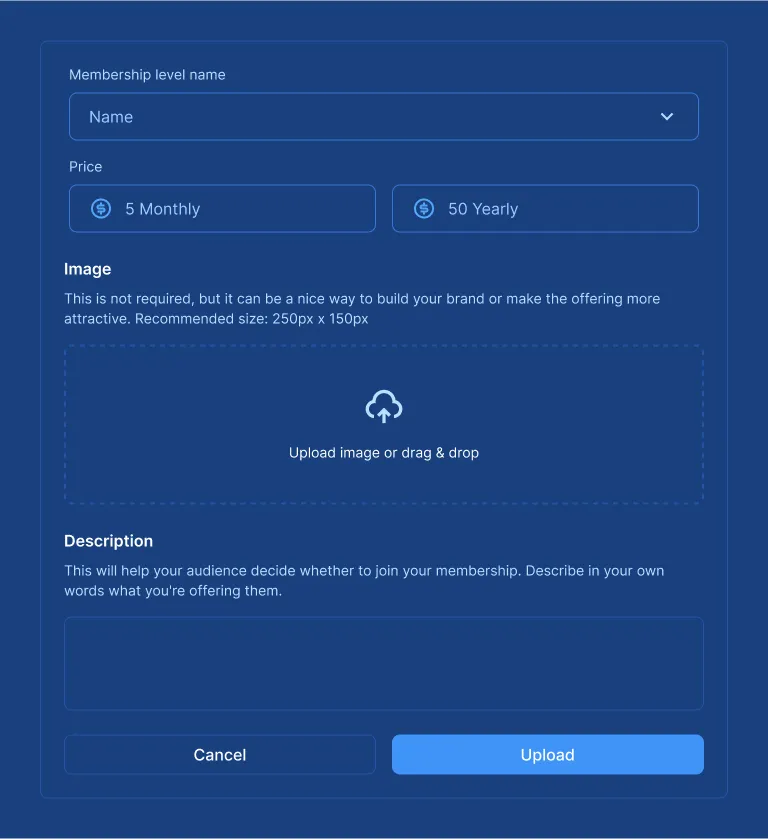 Membership level name
Name
Price
5 Monthly
50 Yearly
Image
This is not required, but it can be a nice way to build your brand or make the offering more
attractive. Recommended size: 250px x 150px
Upload image or drag & drop
Description
This will help your audience decide whether to join your membership. Describe in your own
words what you're offering them.
Cancel
Upload